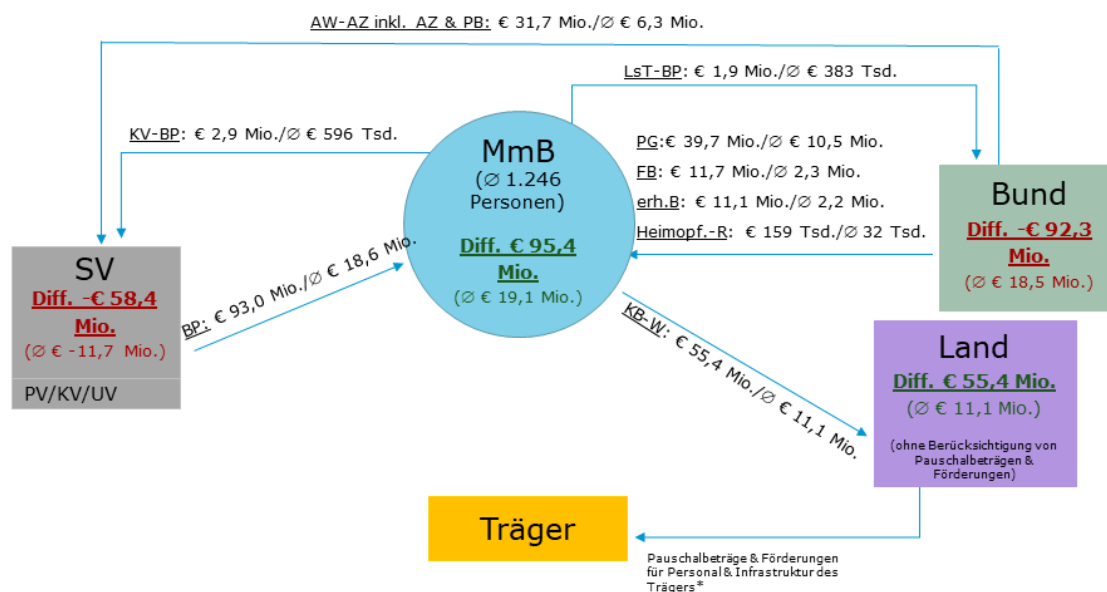 AW-AZ inkl. AZ & PB: € 31,7 Mio./∅ € 6,3 Mio.
LsT-BP: € 1,9 Mio./∅ € 383 Tsd.
KV-BP: € 2,9 Mio./∅ € 596 Tsd.
MmB
(∅ 1.246
Personen)
Diff. € 95,4
Mio.
(∅ € 19,1 Mio.)
PG:€ 39,7 Mio./∅ € 10,5 Mio.
FB: € 11,7 Mio./∅ 2,3 Mio.
erh.B: € 11,1 Mio./∅ 2,2 Mio.
Heimopf.-R: € 159 Tsd./∅ 32 Tsd.
Bund
Diff. -€ 92,3
Mio.
(∅ € 18,5 Mio.)
SV
Diff. -€ 58,4
Mio.
(∅ € -11,7 Mio.)
PV/KV/UV
BP: € 93,0 Mio./∅ € 18,6 Mio.
KB-W: € 55,4 Mio./∅ € 11,1 Mio.
Land
Diff. € 55,4 Mio.
(∅ € 11,1 Mio.)
(ohne Berücksichtigung von
Pauschalbeträgen &
Förderungen)
Träger
Pauschalbeträge & Förderungen
für Personal & Infrastruktur des
Trägers*